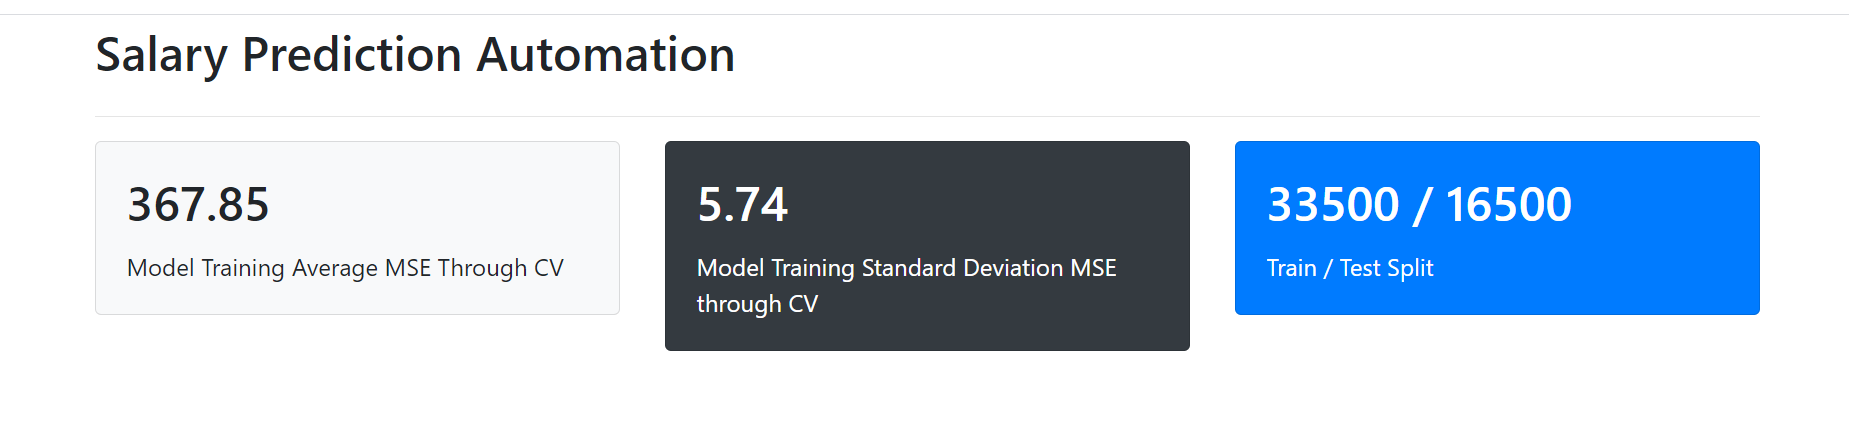 Salary Prediction Automation
367.85
Model Training Average MSE Through CV
5.74
Model Training Standard Deviation MSE
through CV
33500 / 16500
Train / Test Split